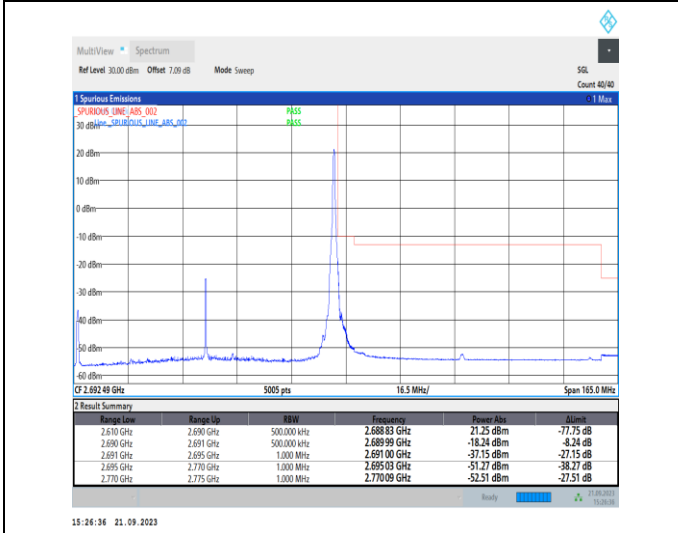 MultiView Spectrum
Ref Level 30.00 dBm Offset 7.09 dB Mode Sweep SGL
Count 40/40
1 Spurious Emissions 1 Max
_SPURIOUS_LINE_ABS_002 PASS
30 dBm Line _SPURIOUS_LINE_ABS_002 PASS
20 dBm
10 dBm
0 dBm
-10 dBm
-20 dBm
-30 dBm
-40 dBm
-50 dBm
-60 dBm
CF 2.692 49 GHz 5005 pts 16.5 MHz/ Span 165.0 MHz
2 Result Summary
Range Low Range Up RBW Frequency Power Abs ΔLimit
2.610 GHz 2.690 GHz 500.000 kHz 2.688 83 GHz 21.25 dBm -77.75 dB
2.690 GHz 2.691 GHz 500.000 kHz 2.689 99 GHz -18.24 dBm -8.24 dB
2.691 GHz 2.695 GHz 1.000 MHz 2.691 00 GHz -37.15 dBm -27.15 dB
2.695 GHz 2.770 GHz 1.000 MHz 2.695 03 GHz -51.27 dBm -38.27 dB
2.770 GHz 2.775 GHz 1.000 MHz 2.770 09 GHz -52.51 dBm -27.51 dB
Ready 21.09.2023
15:26:36
15:26:36 21.09.2023